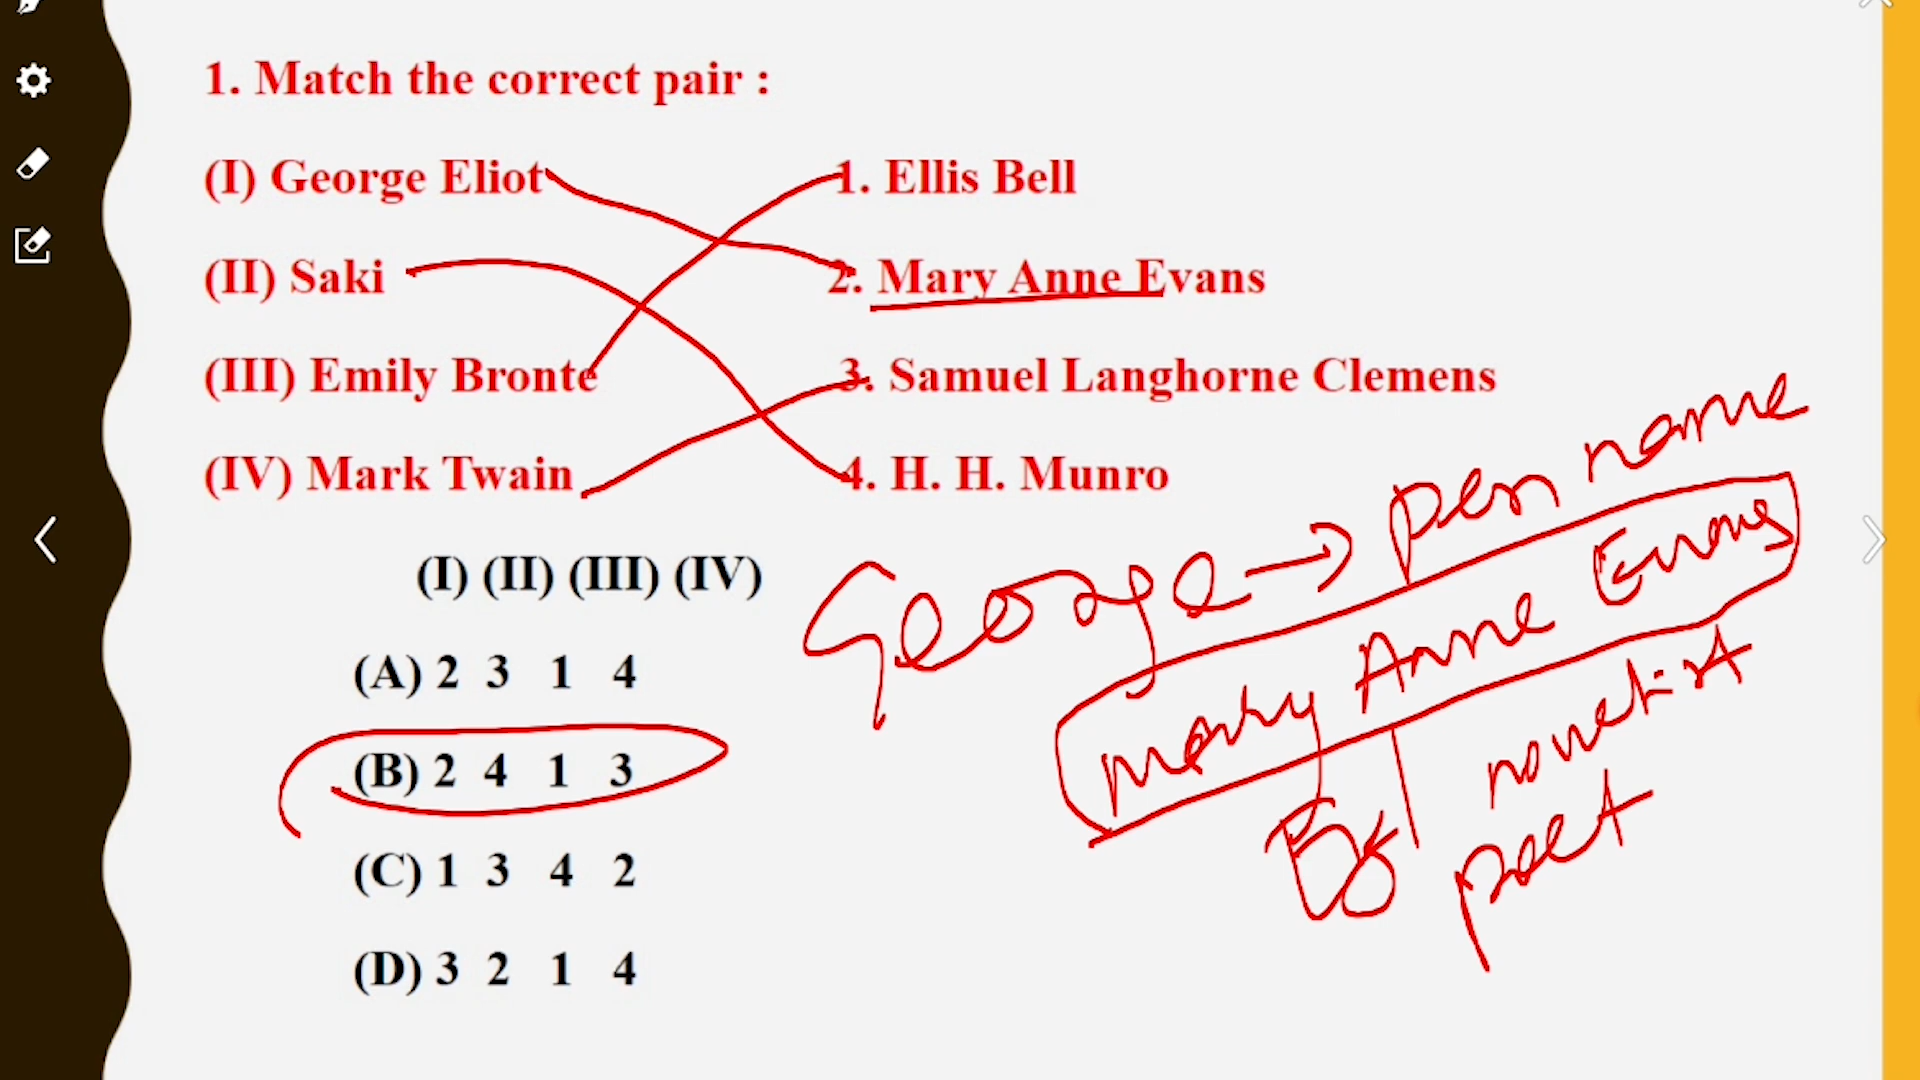 1. Match the correct pair :
(I) George Eliot 1. Ellis Bell
(II) Saki 2. Mary Anne Evans
(III) Emily Bronte 3. Samuel Langhorne Clemens
(IV) Mark Twain 4. H. H. Munro
(I) (II) (III) (IV)
(A) 2 3 1 4
(B) 2 4 1 3
(C) 1 3 4 2
(D) 3 2 1 4
George → pen name
Mary Anne Evans
poet